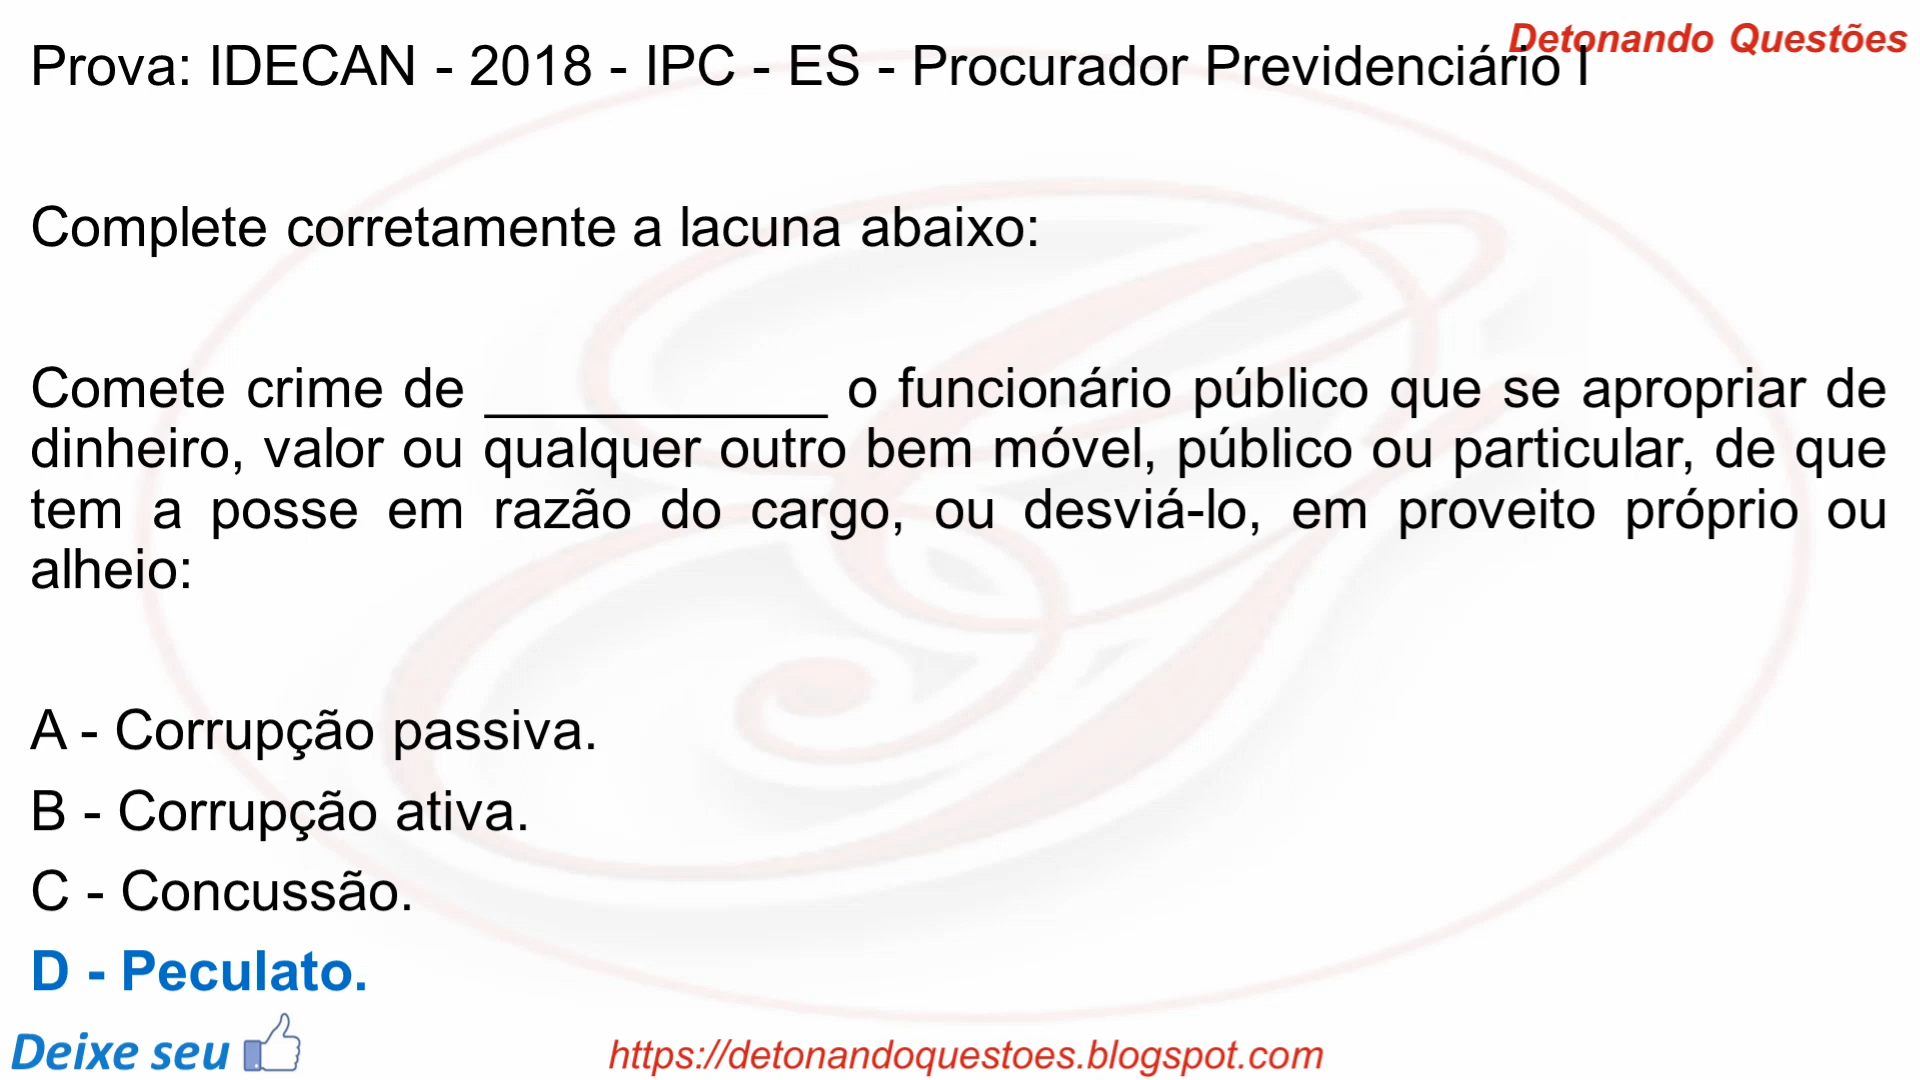 Detonando Questões
Prova: IDECAN - 2018 - IPC - ES - Procurador Previdenciário I
Complete corretamente a lacuna abaixo:
Comete crime de ___________ o funcionário público que se apropriar de
dinheiro, valor ou qualquer outro bem móvel, público ou particular, de que
tem a posse em razão do cargo, ou desviá-lo, em proveito próprio ou
alheio:
A - Corrupção passiva.
B - Corrupção ativa.
C - Concussão.
D - Peculato.
Deixe seu
https://detonandoquestoes.blogspot.com